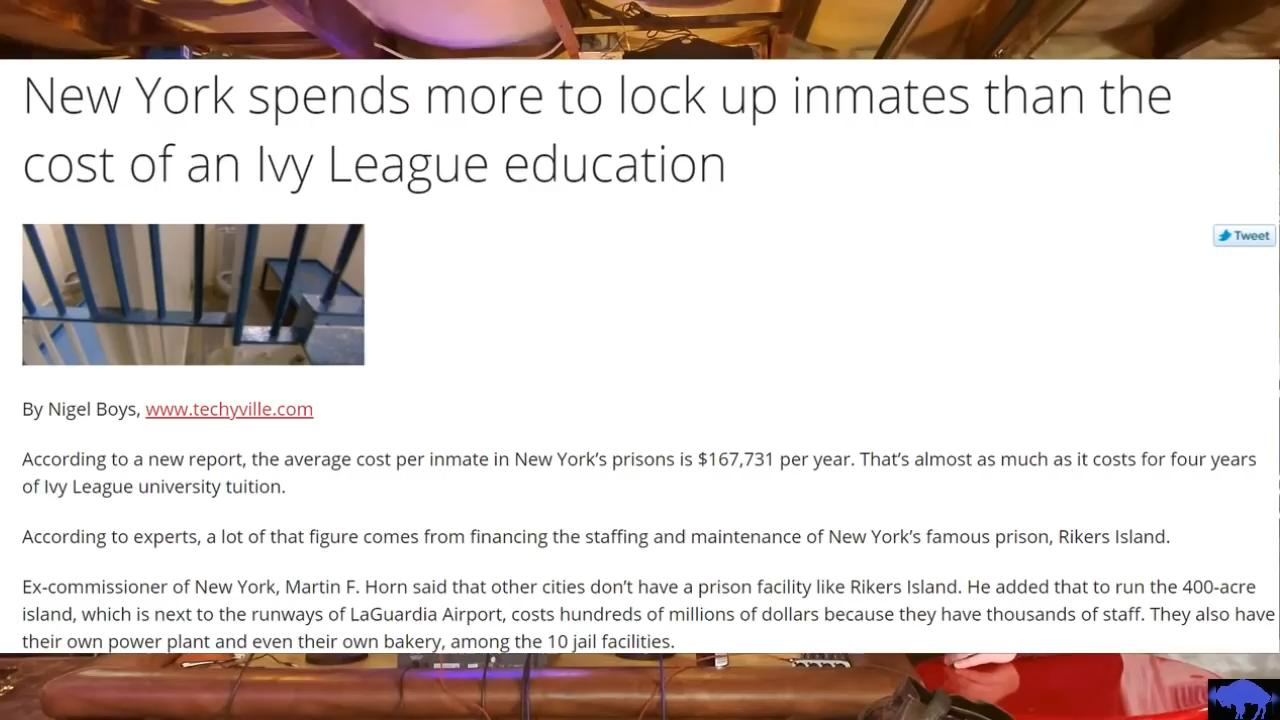 New York spends more to lock up inmates than the
cost of an Ivy League education
Tweet
By Nigel Boys, www.techyville.com
According to a new report, the average cost per inmate in New York’s prisons is $167,731 per year. That’s almost as much as it costs for four years
of Ivy League university tuition.
According to experts, a lot of that figure comes from financing the staffing and maintenance of New York’s famous prison, Rikers Island.
Ex-commissioner of New York, Martin F. Horn said that other cities don’t have a prison facility like Rikers Island. He added that to run the 400-acre
island, which is next to the runways of LaGuardia Airport, costs hundreds of millions of dollars because they have thousands of staff. They also have
their own power plant and even their own bakery, among the 10 jail facilities.